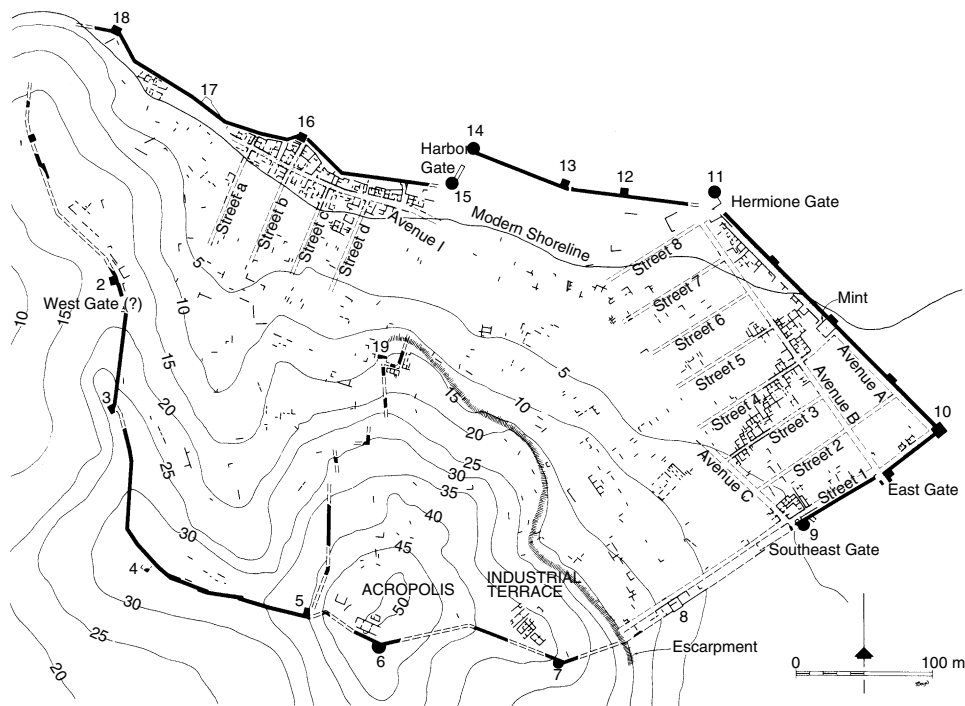 18
17
16
14
Harbor
Gate
15
13
12
11
Hermione Gate
Street a
Street b
Street c
Street d
Avenue I
Modern Shoreline
Street 8
Street 7
Street 6
Street 5
Street 4
Street 3
Street 2
Street 1
Mint
Avenue A
Avenue B
Avenue C
10
East Gate
9
Southeast Gate
2
West Gate (?)
3
4
5
6
7
8
19
ACROPOLIS
INDUSTRIAL
TERRACE
Escarpment
5
10
15
20
25
30
10
15
15
20
25
30
35
40
45
50
5
10
30
25
20
0
100 m